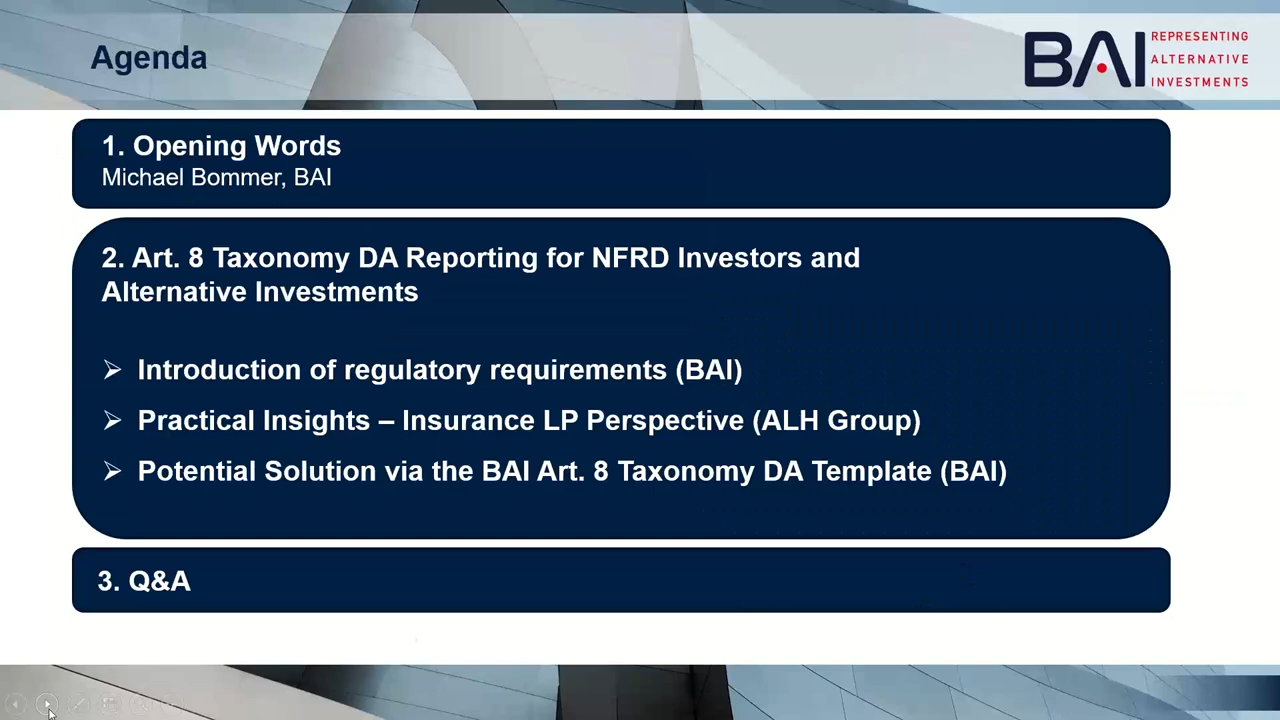 Agenda
BAI
REPRESENTING
ALTERNATIVE
INVESTMENTS
1. Opening Words
Michael Bommer, BAI
2. Art. 8 Taxonomy DA Reporting for NFRD Investors and
Alternative Investments
➢ Introduction of regulatory requirements (BAI)
➢ Practical Insights – Insurance LP Perspective (ALH Group)
➢ Potential Solution via the BAI Art. 8 Taxonomy DA Template (BAI)
3. Q&A